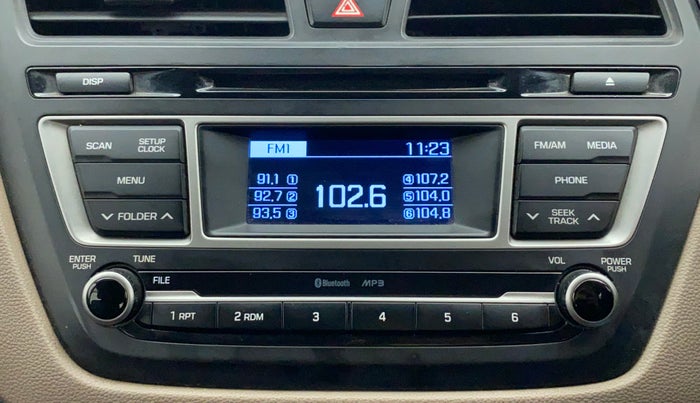 DISP
SCAN SETUP CLOCK
MENU
FOLDER
FM1 11:23
91,1 1 102.6 4 107,2
92,7 2 5 104,0
93,5 3 6 104,8
FM/AM MEDIA
PHONE
SEEK TRACK
ENTER PUSH TUNE
VOL POWER PUSH
FILE
Bluetooth MP3
1 RPT 2 RDM 3 4 5 6